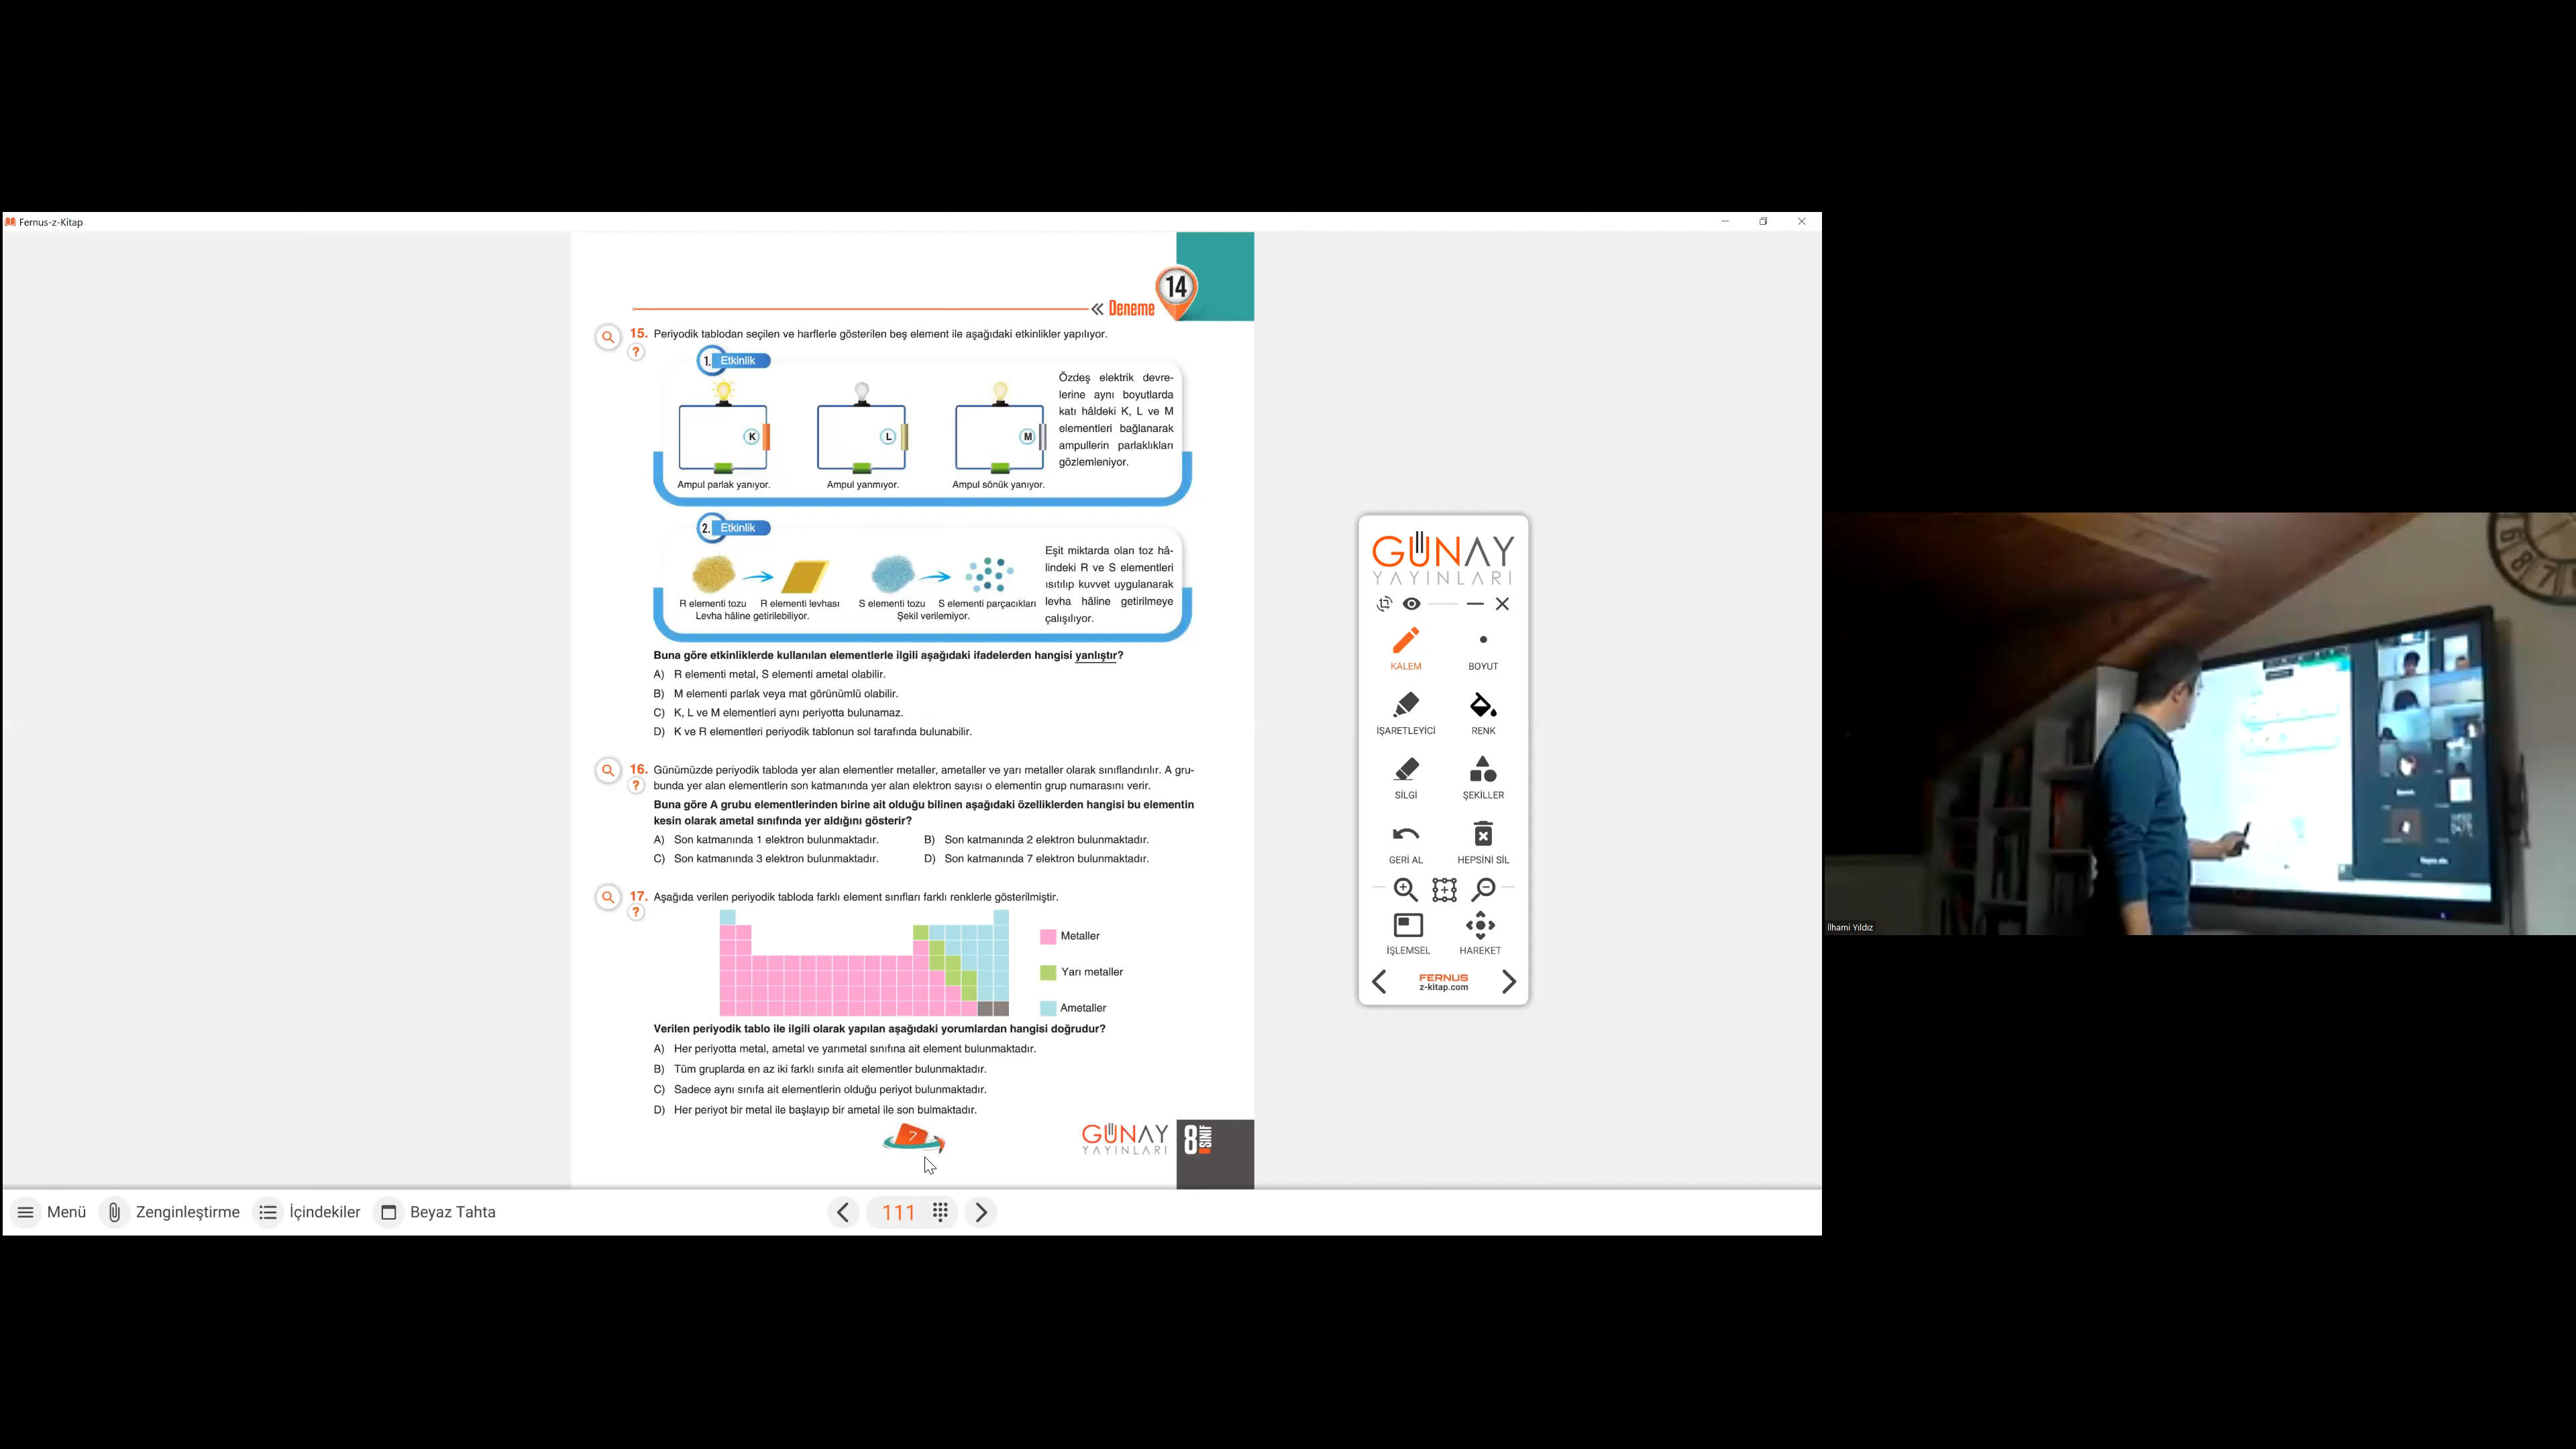 Fernus-z-Kitap
14
« Deneme
15. Periyodik tablodan seçilen ve harflerle gösterilen beş element ile aşağıdaki etkinlikler yapılıyor.
?
1. Etkinlik
K
L
M
Ampul parlak yanıyor.
Ampul yanmıyor.
Ampul sönük yanıyor.
Özdeş elektrik devre-
lerine aynı boyutlarda
katı hâldeki K, L ve M
elementleri bağlanarak
ampullerin parlaklıkları
gözlemleniyor.
2. Etkinlik
R elementi tozu R elementi levhası
Levha hâline getirilebiliyor.
S elementi tozu S elementi parçacıkları
Şekil verilemiyor.
Eşit miktarda olan toz hâ-
lindeki R ve S elementleri
ısıtılıp kuvvet uygulanarak
levha hâline getirilmeye
çalışılıyor.
Buna göre etkinliklerde kullanılan elementlerle ilgili aşağıdaki ifadelerden hangisi yanlıştır?
A) R elementi metal, S elementi ametal olabilir.
B) M elementi parlak veya mat görünümlü olabilir.
C) K, L ve M elementleri aynı periyotta bulunamaz.
D) K ve R elementleri periyodik tablonun sol tarafında bulunabilir.
16. Günümüzde periyodik tabloda yer alan elementler metaller, ametaller ve yarı metaller olarak sınıflandırılır. A gru-
? bunda yer alan elementlerin son katmanında yer alan elektron sayısı o elementin grup numarasını verir.
Buna göre A grubu elementlerinden birine ait olduğu bilinen aşağıdaki özelliklerden hangisi bu elementin
kesin olarak ametal sınıfında yer aldığını gösterir?
A) Son katmanında 1 elektron bulunmaktadır. B) Son katmanında 2 elektron bulunmaktadır.
C) Son katmanında 3 elektron bulunmaktadır. D) Son katmanında 7 elektron bulunmaktadır.
17. Aşağıda verilen periyodik tabloda farklı element sınıfları farklı renklerle gösterilmiştir.
?
Metaller
Yarı metaller
Ametaller
Verilen periyodik tablo ile ilgili olarak yapılan aşağıdaki yorumlardan hangisi doğrudur?
A) Her periyotta metal, ametal ve yarımetal sınıfına ait element bulunmaktadır.
B) Tüm gruplarda en az iki farklı sınıfa ait elementler bulunmaktadır.
C) Sadece aynı sınıfa ait elementlerin olduğu periyot bulunmaktadır.
D) Her periyot bir metal ile başlayıp bir ametal ile son bulmaktadır.
7
GÜNAY
YAYINLARI
8 SINIF
GÜNAY
YAYINLARI
KALEM
BOYUT
İŞARETLEYİCİ
RENK
SİLGİ
ŞEKİLLER
GERİ AL
HEPSİNİ SİL
İŞLEMSEL
HAREKET
FERNUS
z-kitap.com
Menü
Zenginleştirme
İçindekiler
Beyaz Tahta
111
İlhami Yıldız